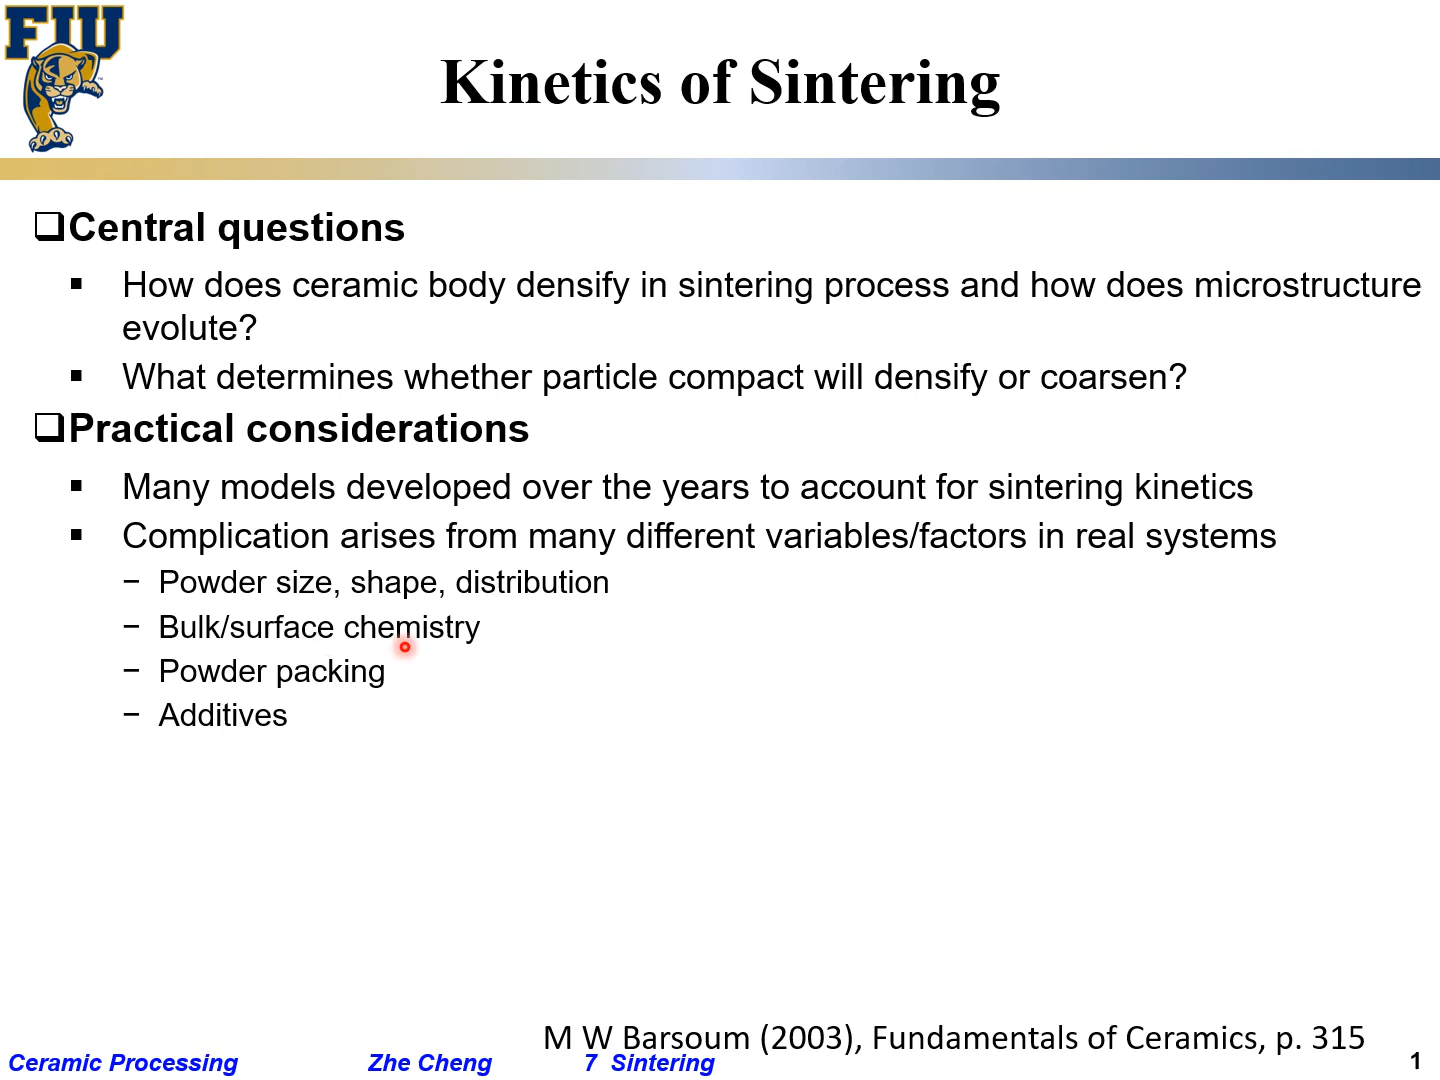 FIU
Kinetics of Sintering
❑Central questions
▪ How does ceramic body densify in sintering process and how does microstructure
evolute?
▪ What determines whether particle compact will densify or coarsen?
❑Practical considerations
▪ Many models developed over the years to account for sintering kinetics
▪ Complication arises from many different variables/factors in real systems
− Powder size, shape, distribution
− Bulk/surface chemistry
− Powder packing
− Additives
M W Barsoum (2003), Fundamentals of Ceramics, p. 315
Ceramic Processing Zhe Cheng 7 Sintering 1